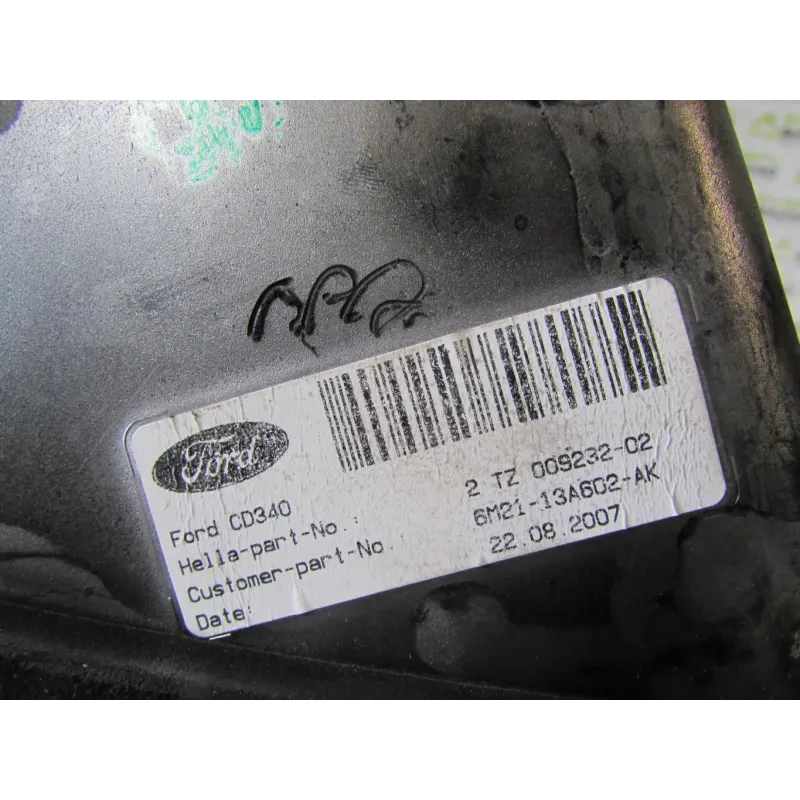 Ford
Ford CD340
Hella-part-No.: 2 TZ 009232-02
Customer-part-No. 6M21-13A602-AK
Date: 22.08.2007